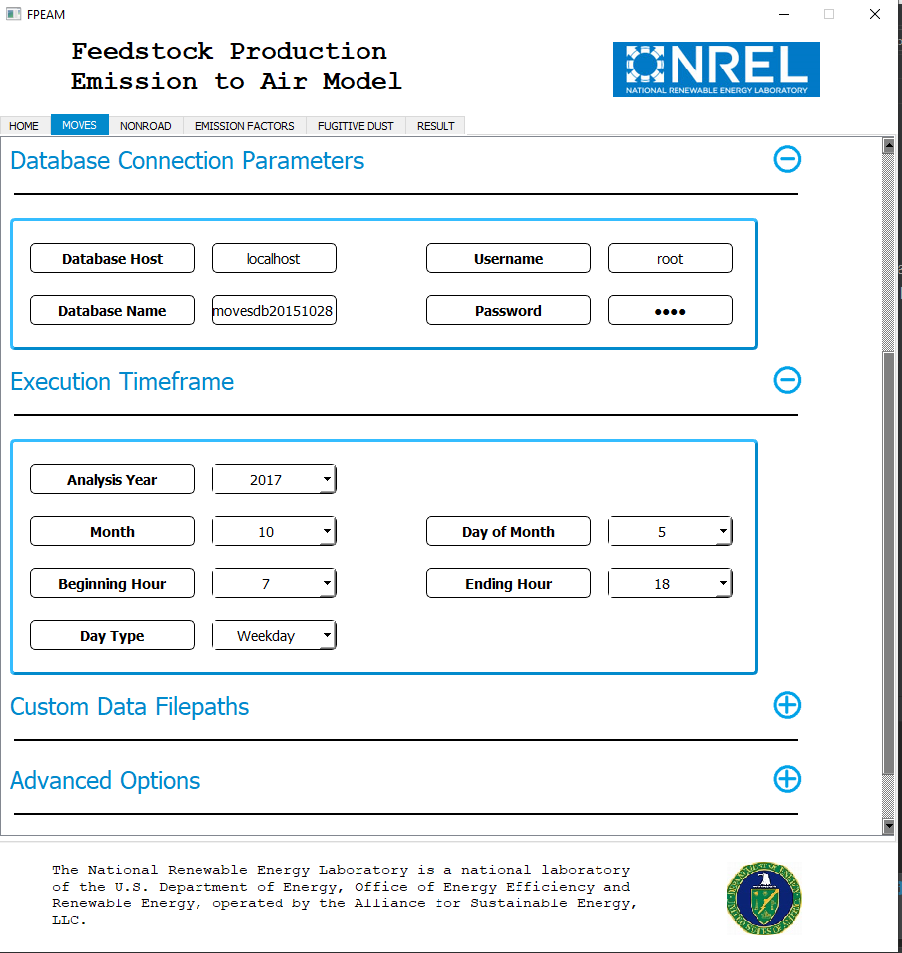 FPEAM
Feedstock Production
Emission to Air Model
NREL
NATIONAL RENEWABLE ENERGY LABORATORY
HOME MOVES NONROAD EMISSION FACTORS FUGITIVE DUST RESULT
Database Connection Parameters
Database Host localhost Username root
Database Name movesdb20151028 Password ●●●●
Execution Timeframe
Analysis Year 2017
Month 10 Day of Month 5
Beginning Hour 7 Ending Hour 18
Day Type Weekday
Custom Data Filepaths
Advanced Options
The National Renewable Energy Laboratory is a national laboratory
of the U.S. Department of Energy, Office of Energy Efficiency and
Renewable Energy, operated by the Alliance for Sustainable Energy,
LLC.